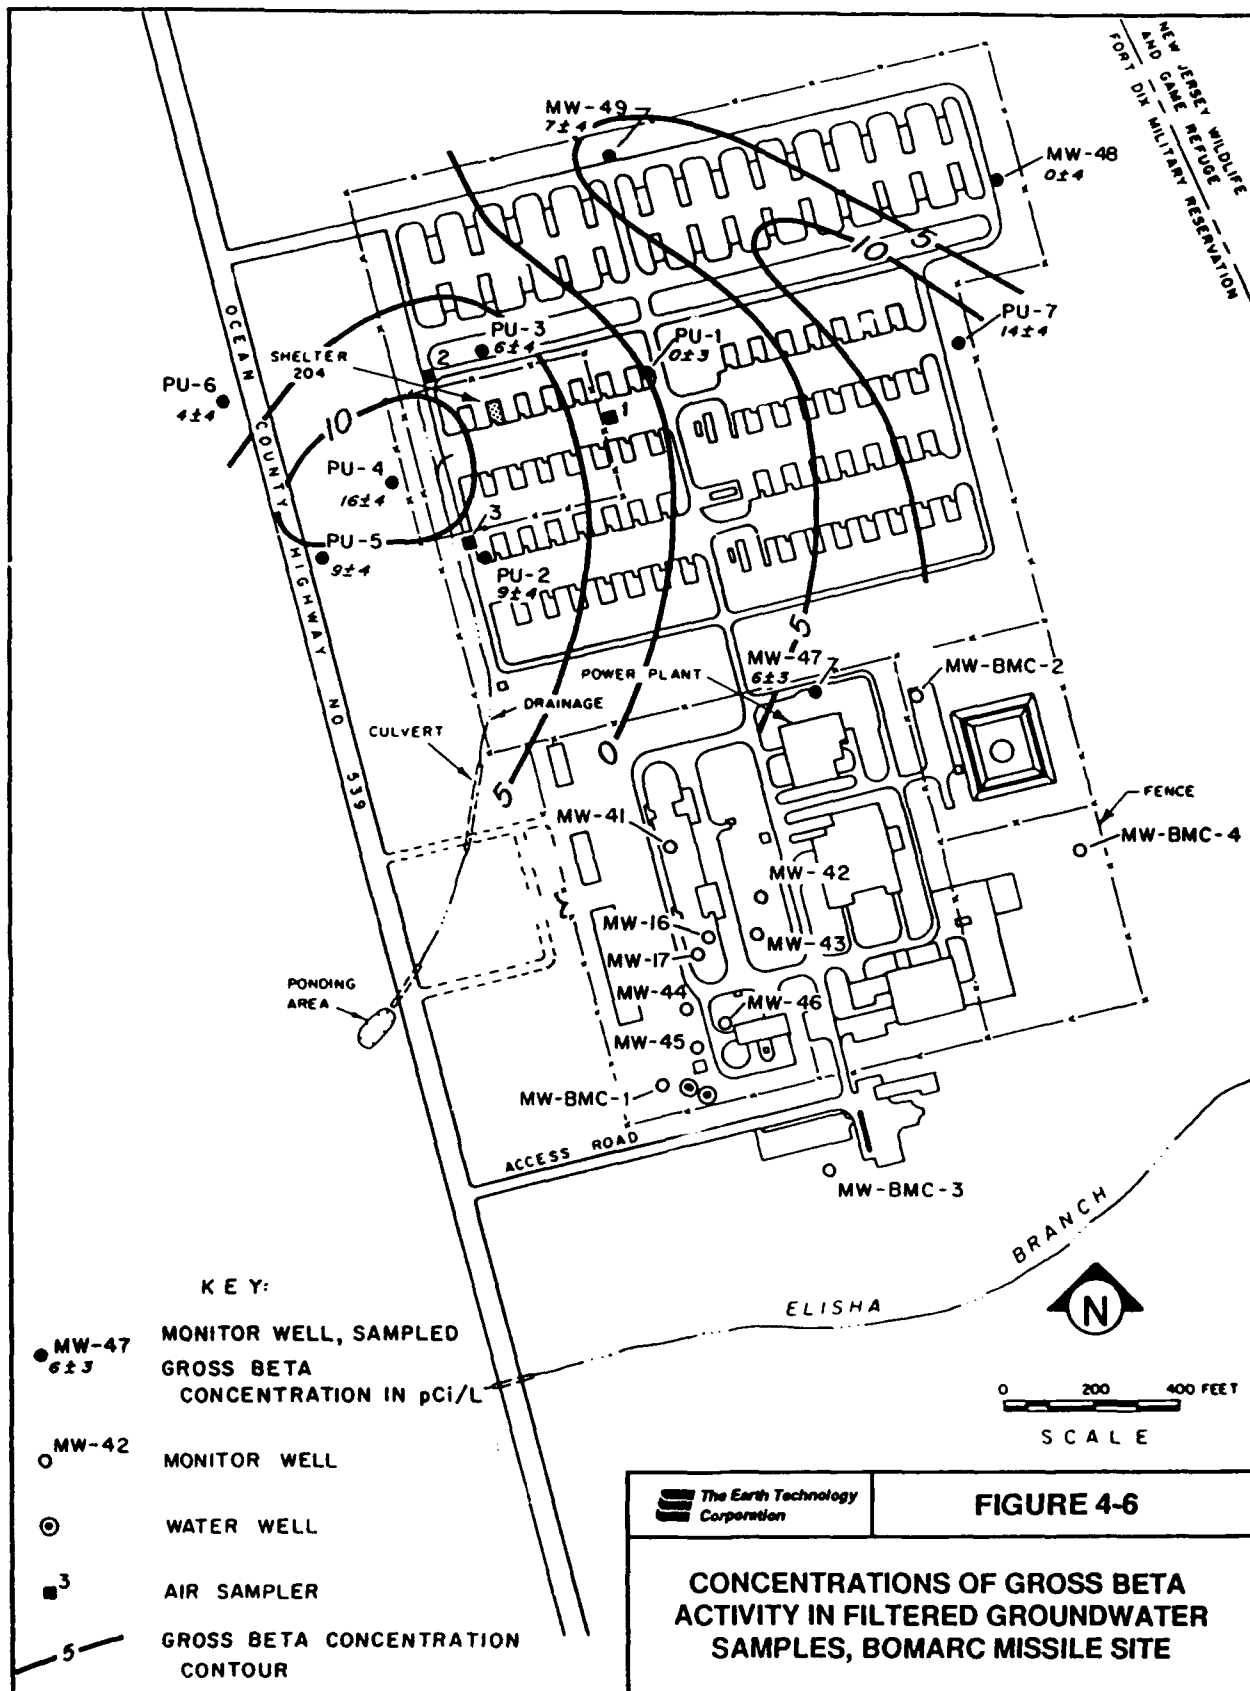 NEW JERSEY WILDLIFE
AND GAME REFUGE
FORT DIX MILITARY RESERVATION
MW-49
7±4
MW-48
0±4
10
5
OCEAN COUNTY HIGHWAY NO 539
SHELTER
204
2
PU-3
6±4
PU-1
0±3
PU-7
14±4
PU-6
4±4
10
1
PU-4
16±4
3
PU-5
9±4
PU-2
9±4
5
MW-47
6±3
MW-BMC-2
POWER PLANT
DRAINAGE
CULVERT
0
5
FENCE
MW-41
MW-BMC-4
MW-42
MW-16
MW-43
MW-17
PONDING
AREA
MW-44
MW-46
MW-45
MW-BMC-1
ACCESS ROAD
MW-BMC-3
ELISHA BRANCH
N
KEY:
MW-47
6±3
MONITOR WELL, SAMPLED
GROSS BETA
CONCENTRATION IN pCi/L
MW-42
MONITOR WELL
WATER WELL
3
AIR SAMPLER
5
GROSS BETA CONCENTRATION
CONTOUR
0 200 400 FEET
SCALE
The Earth Technology
Corporation
FIGURE 4-6
CONCENTRATIONS OF GROSS BETA
ACTIVITY IN FILTERED GROUNDWATER
SAMPLES, BOMARC MISSILE SITE